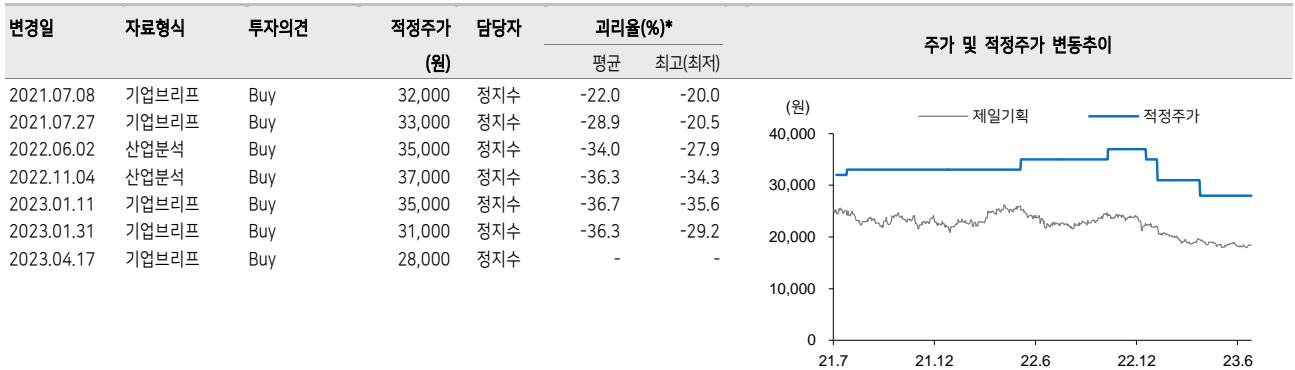 변경일 자료형식 투자의견 적정주가 담당자 괴리율(%)*
(원) 평균 최고(최저)
2021.07.08 기업브리프 Buy 32,000 정지수 -22.0 -20.0
2021.07.27 기업브리프 Buy 33,000 정지수 -28.9 -20.5
2022.06.02 산업분석 Buy 35,000 정지수 -34.0 -27.9
2022.11.04 산업분석 Buy 37,000 정지수 -36.3 -34.3
2023.01.11 기업브리프 Buy 35,000 정지수 -36.7 -35.6
2023.01.31 기업브리프 Buy 31,000 정지수 -36.3 -29.2
2023.04.17 기업브리프 Buy 28,000 정지수 - -
주가 및 적정주가 변동추이
(원)
제일기획 적정주가
40,000
30,000
20,000
10,000
0
21.7 21.12 22.6 22.12 23.6